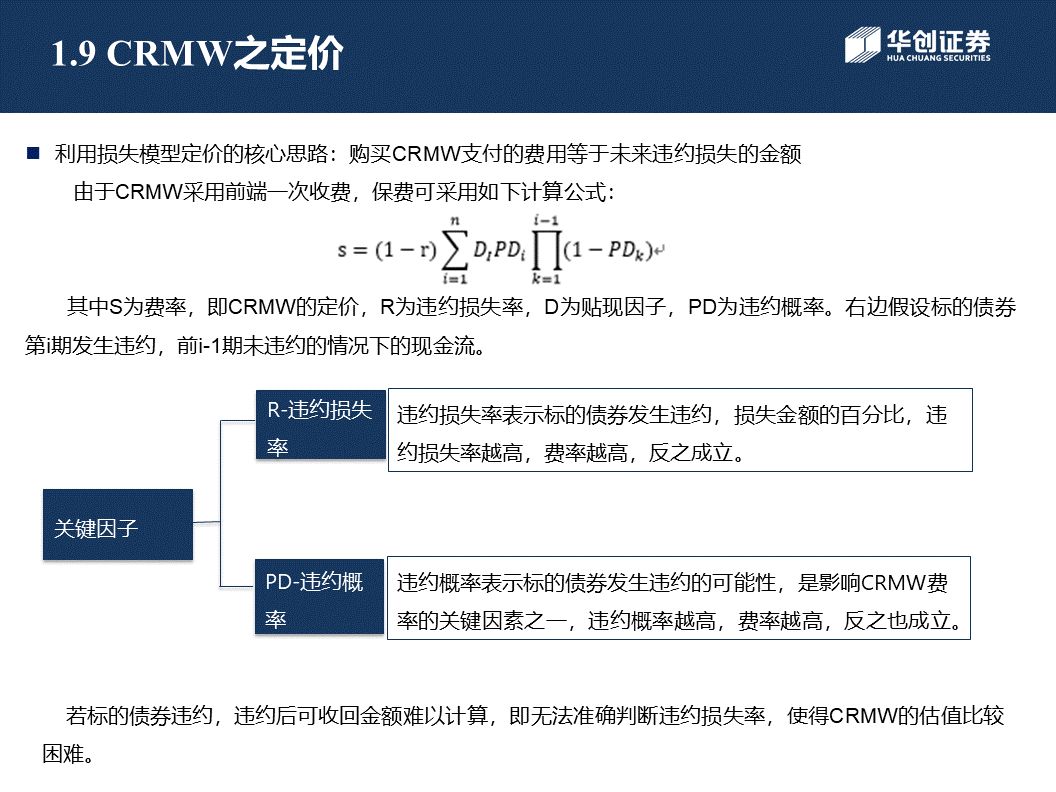 1.9 CRMW之定价
华创证券
HUA CHUANG SECURITIES
■ 利用损失模型定价的核心思路：购买CRMW支付的费用等于未来违约损失的金额
由于CRMW采用前端一次收费，保费可采用如下计算公式：
s = (1 − r) ∑_{i=1}^{n} D_I PD_i ∏_{k=1}^{i−1} (1 − PD_k)↵
其中S为费率，即CRMW的定价，R为违约损失率，D为贴现因子，PD为违约概率。右边假设标的债券
第i期发生违约，前i-1期未违约的情况下的现金流。
R-违约损失
率
违约损失率表示标的债券发生违约，损失金额的百分比，违
约损失率越高，费率越高，反之成立。
关键因子
PD-违约概
率
违约概率表示标的债券发生违约的可能性，是影响CRMW费
率的关键因素之一，违约概率越高，费率越高，反之也成立。
若标的债券违约，违约后可收回金额难以计算，即无法准确判断违约损失率，使得CRMW的估值比较
困难。